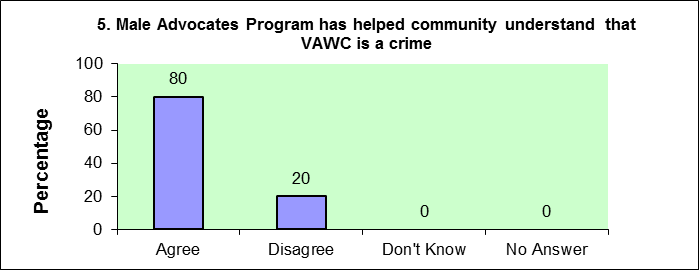 5. Male Advocates Program has helped community understand that
VAWC is a crime
Percentage
100
80
60
40
20
0
80
20
0
0
Agree
Disagree
Don't Know
No Answer